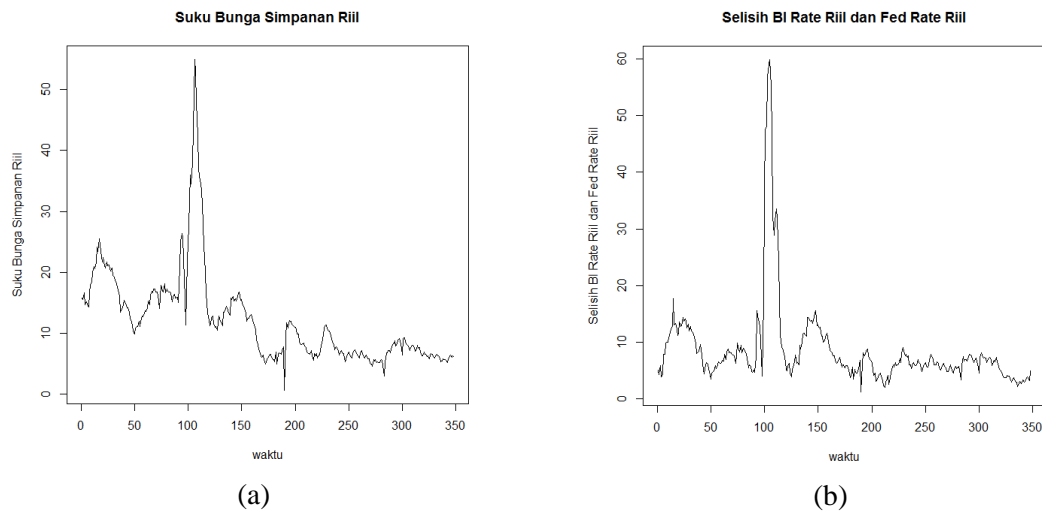 Suku Bunga Simpanan Riil
Suku Bunga Simpanan Riil
50
40
30
20
10
0
0 50 100 150 200 250 300 350
waktu
(a)
Selisih BI Rate Riil dan Fed Rate Riil
Selisih BI Rate Riil dan Fed Rate Riil
60
50
40
30
20
10
0
0 50 100 150 200 250 300 350
waktu
(b)